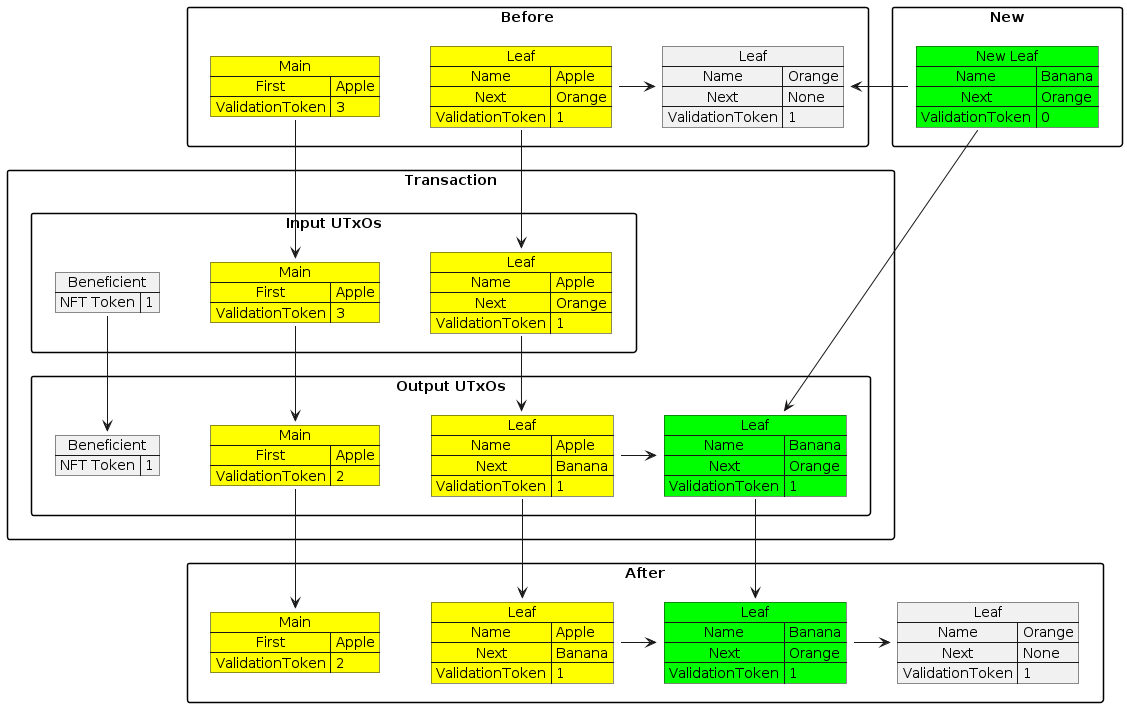 Before
New
Main
First Apple
ValidationToken 3
Leaf
Name Apple
Next Orange
ValidationToken 1
Leaf
Name Orange
Next None
ValidationToken 1
New Leaf
Name Banana
Next Orange
ValidationToken 0
Transaction
Input UTxOs
Beneficient
NFT Token 1
Main
First Apple
ValidationToken 3
Leaf
Name Apple
Next Orange
ValidationToken 1
Output UTxOs
Beneficient
NFT Token 1
Main
First Apple
ValidationToken 2
Leaf
Name Apple
Next Banana
ValidationToken 1
Leaf
Name Banana
Next Orange
ValidationToken 1
After
Main
First Apple
ValidationToken 2
Leaf
Name Apple
Next Banana
ValidationToken 1
Leaf
Name Banana
Next Orange
ValidationToken 1
Leaf
Name Orange
Next None
ValidationToken 1